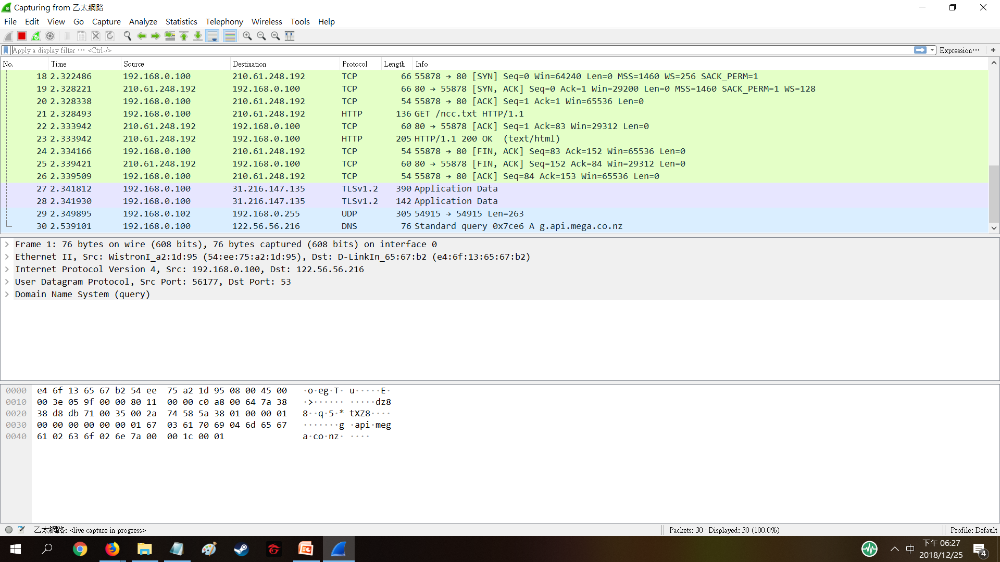 Capturing from 乙太網路
File Edit View Go Capture Analyze Statistics Telephony Wireless Tools Help
Apply a display filter ··· <Ctrl-/> Expression··· +
No. Time Source Destination Protocol Length Info
18 2.322486 192.168.0.100 210.61.248.192 TCP 66 55878 → 80 [SYN] Seq=0 Win=64240 Len=0 MSS=1460 WS=256 SACK_PERM=1
19 2.328221 210.61.248.192 192.168.0.100 TCP 66 80 → 55878 [SYN, ACK] Seq=0 Ack=1 Win=29200 Len=0 MSS=1460 SACK_PERM=1 WS=128
20 2.328338 192.168.0.100 210.61.248.192 TCP 54 55878 → 80 [ACK] Seq=1 Ack=1 Win=65536 Len=0
21 2.328493 192.168.0.100 210.61.248.192 HTTP 136 GET /ncc.txt HTTP/1.1
22 2.333942 210.61.248.192 192.168.0.100 TCP 60 80 → 55878 [ACK] Seq=1 Ack=83 Win=29312 Len=0
23 2.333942 210.61.248.192 192.168.0.100 HTTP 205 HTTP/1.1 200 OK (text/html)
24 2.334166 192.168.0.100 210.61.248.192 TCP 54 55878 → 80 [FIN, ACK] Seq=83 Ack=152 Win=65536 Len=0
25 2.339421 210.61.248.192 192.168.0.100 TCP 60 80 → 55878 [FIN, ACK] Seq=152 Ack=84 Win=29312 Len=0
26 2.339509 192.168.0.100 210.61.248.192 TCP 54 55878 → 80 [ACK] Seq=84 Ack=153 Win=65536 Len=0
27 2.341812 192.168.0.100 31.216.147.135 TLSv1.2 390 Application Data
28 2.341930 192.168.0.100 31.216.147.135 TLSv1.2 142 Application Data
29 2.349895 192.168.0.102 192.168.0.255 UDP 305 54915 → 54915 Len=263
30 2.539101 192.168.0.100 122.56.56.216 DNS 76 Standard query 0x7ce6 A g.api.mega.co.nz
Frame 1: 76 bytes on wire (608 bits), 76 bytes captured (608 bits) on interface 0
Ethernet II, Src: WistronI_a2:1d:95 (54:ee:75:a2:1d:95), Dst: D-LinkIn_65:67:b2 (e4:6f:13:65:67:b2)
Internet Protocol Version 4, Src: 192.168.0.100, Dst: 122.56.56.216
User Datagram Protocol, Src Port: 56177, Dst Port: 53
Domain Name System (query)
0000 e4 6f 13 65 67 b2 54 ee 75 a2 1d 95 08 00 45 00 ·o·eg·T· u·····E·
0010 00 3e 05 9f 00 00 80 11 00 00 c0 a8 00 64 7a 38 ·>······ ·····dz8
0020 38 d8 db 71 00 35 00 2a 74 58 5a 38 01 00 00 01 8··q·5·* tXZ8····
0030 00 00 00 00 00 00 01 67 03 61 70 69 04 6d 65 67 ·······g ·api·meg
0040 61 02 63 6f 02 6e 7a 00 00 1c 00 01 a·co·nz· ····
乙太網路: <live capture in progress> Packets: 30 · Displayed: 30 (100.0%) Profile: Default
中 下午 06:27
2018/12/25 4